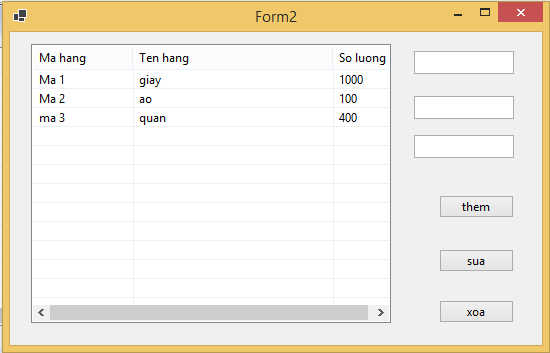 Form2
Ma hang Ten hang So luong
Ma 1 giay 1000
Ma 2 ao 100
ma 3 quan 400
them
sua
xoa